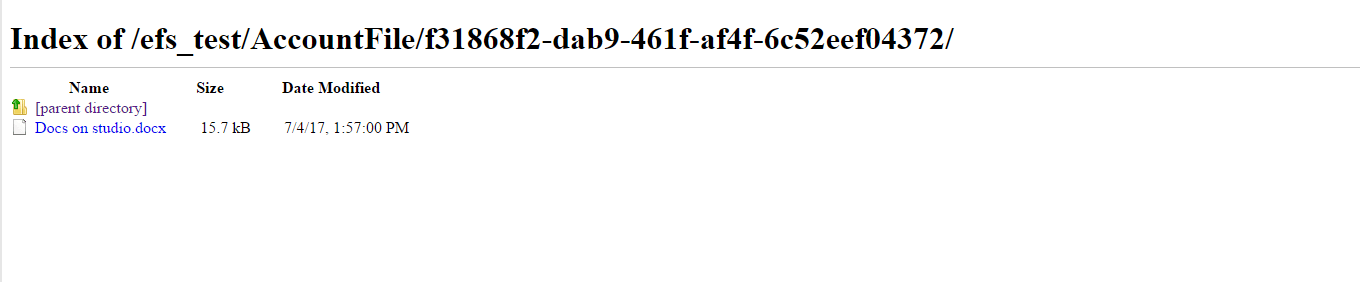 Index of /efs_test/AccountFile/f31868f2-dab9-461f-af4f-6c52eef04372/
Name Size Date Modified
[parent directory]
Docs on studio.docx 15.7 kB 7/4/17, 1:57:00 PM